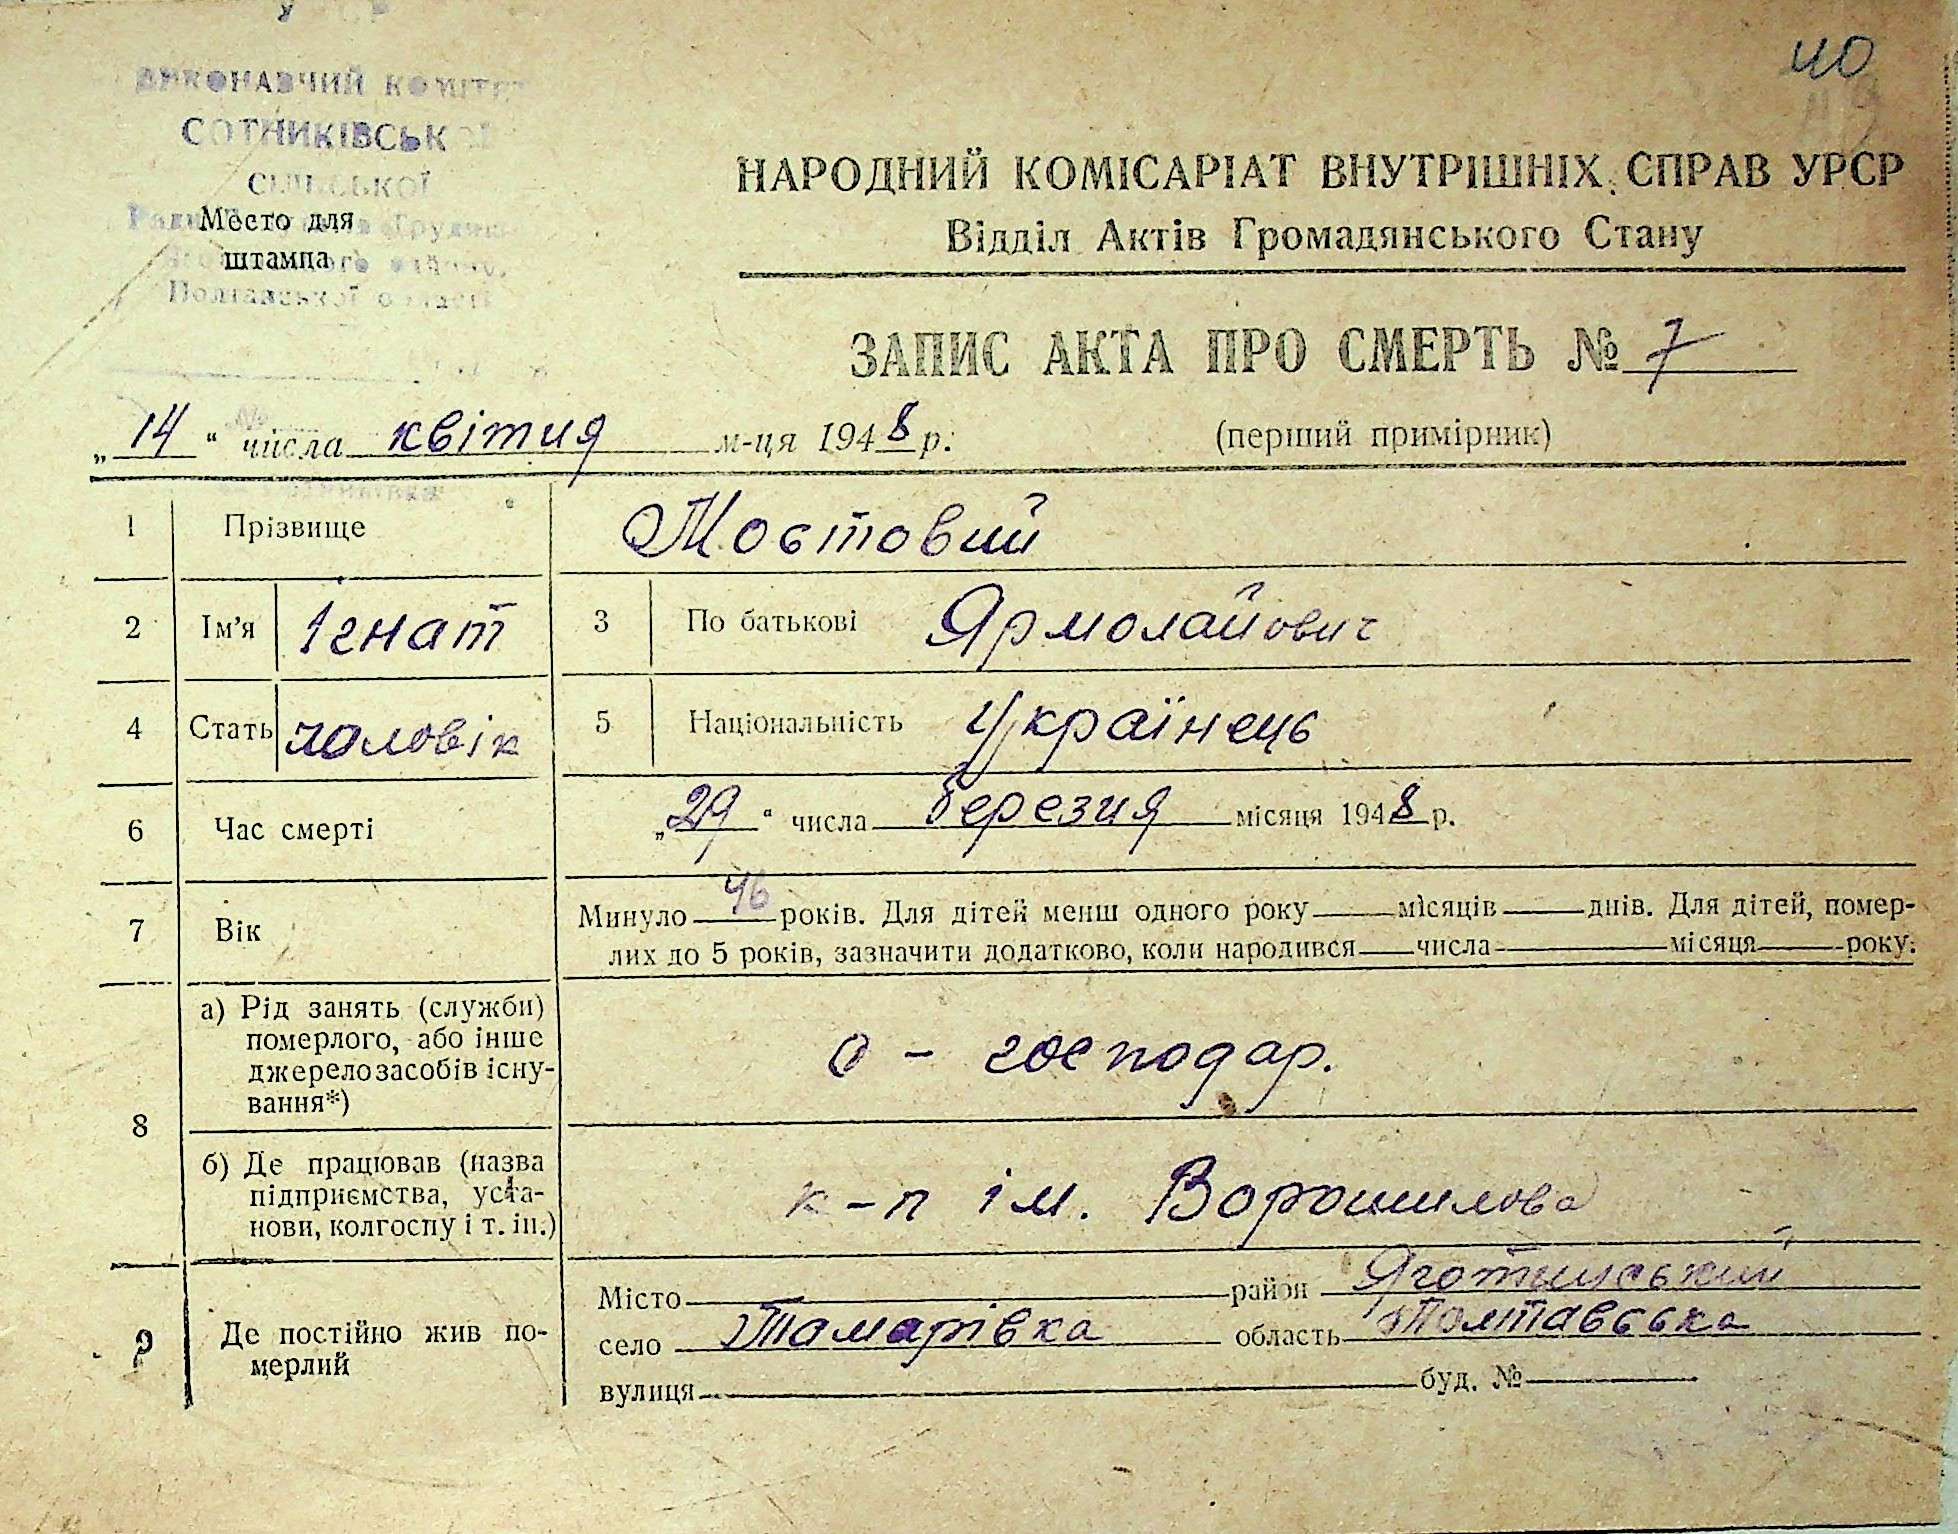 40
ВИКОНАВЧИЙ КОМІТЕТ
СОТНИКІВСЬКОЇ
СІЛЬСЬКОЇ
Место для
штампа
Полтавської області
НАРОДНИЙ КОМІСАРІАТ ВНУТРІШНІХ СПРАВ УРСР
Відділ Актів Громадянського Стану
ЗАПИС АКТА ПРО СМЕРТЬ № 7
„14“ числа квітня м-ця 1948 р. (перший примірник)
1 Прізвище Мостовий
2 Ім’я Ігнат 3 По батькові Ярмолайович
4 Стать чоловік 5 Національність Українець
6 Час смерті „29“ числа березня місяця 1948 р.
7 Вік Минуло 46 років. Для дітей менш одного року місяців днів. Для дітей, помер-
лих до 5 років, зазначити додатково, коли народився числа місяця року.
8 а) Рід занять (служби)
померлого, або інше
джерело засобів існу-
вання*)
о - господар.
б) Де працював (назва
підприємства, уста-
нови, колгоспу і т. ін.)
к-п ім. Ворошилова
9 Де постійно жив по-
мерлий
Місто район Яготинський
село область Полтавська
вулиця буд. №